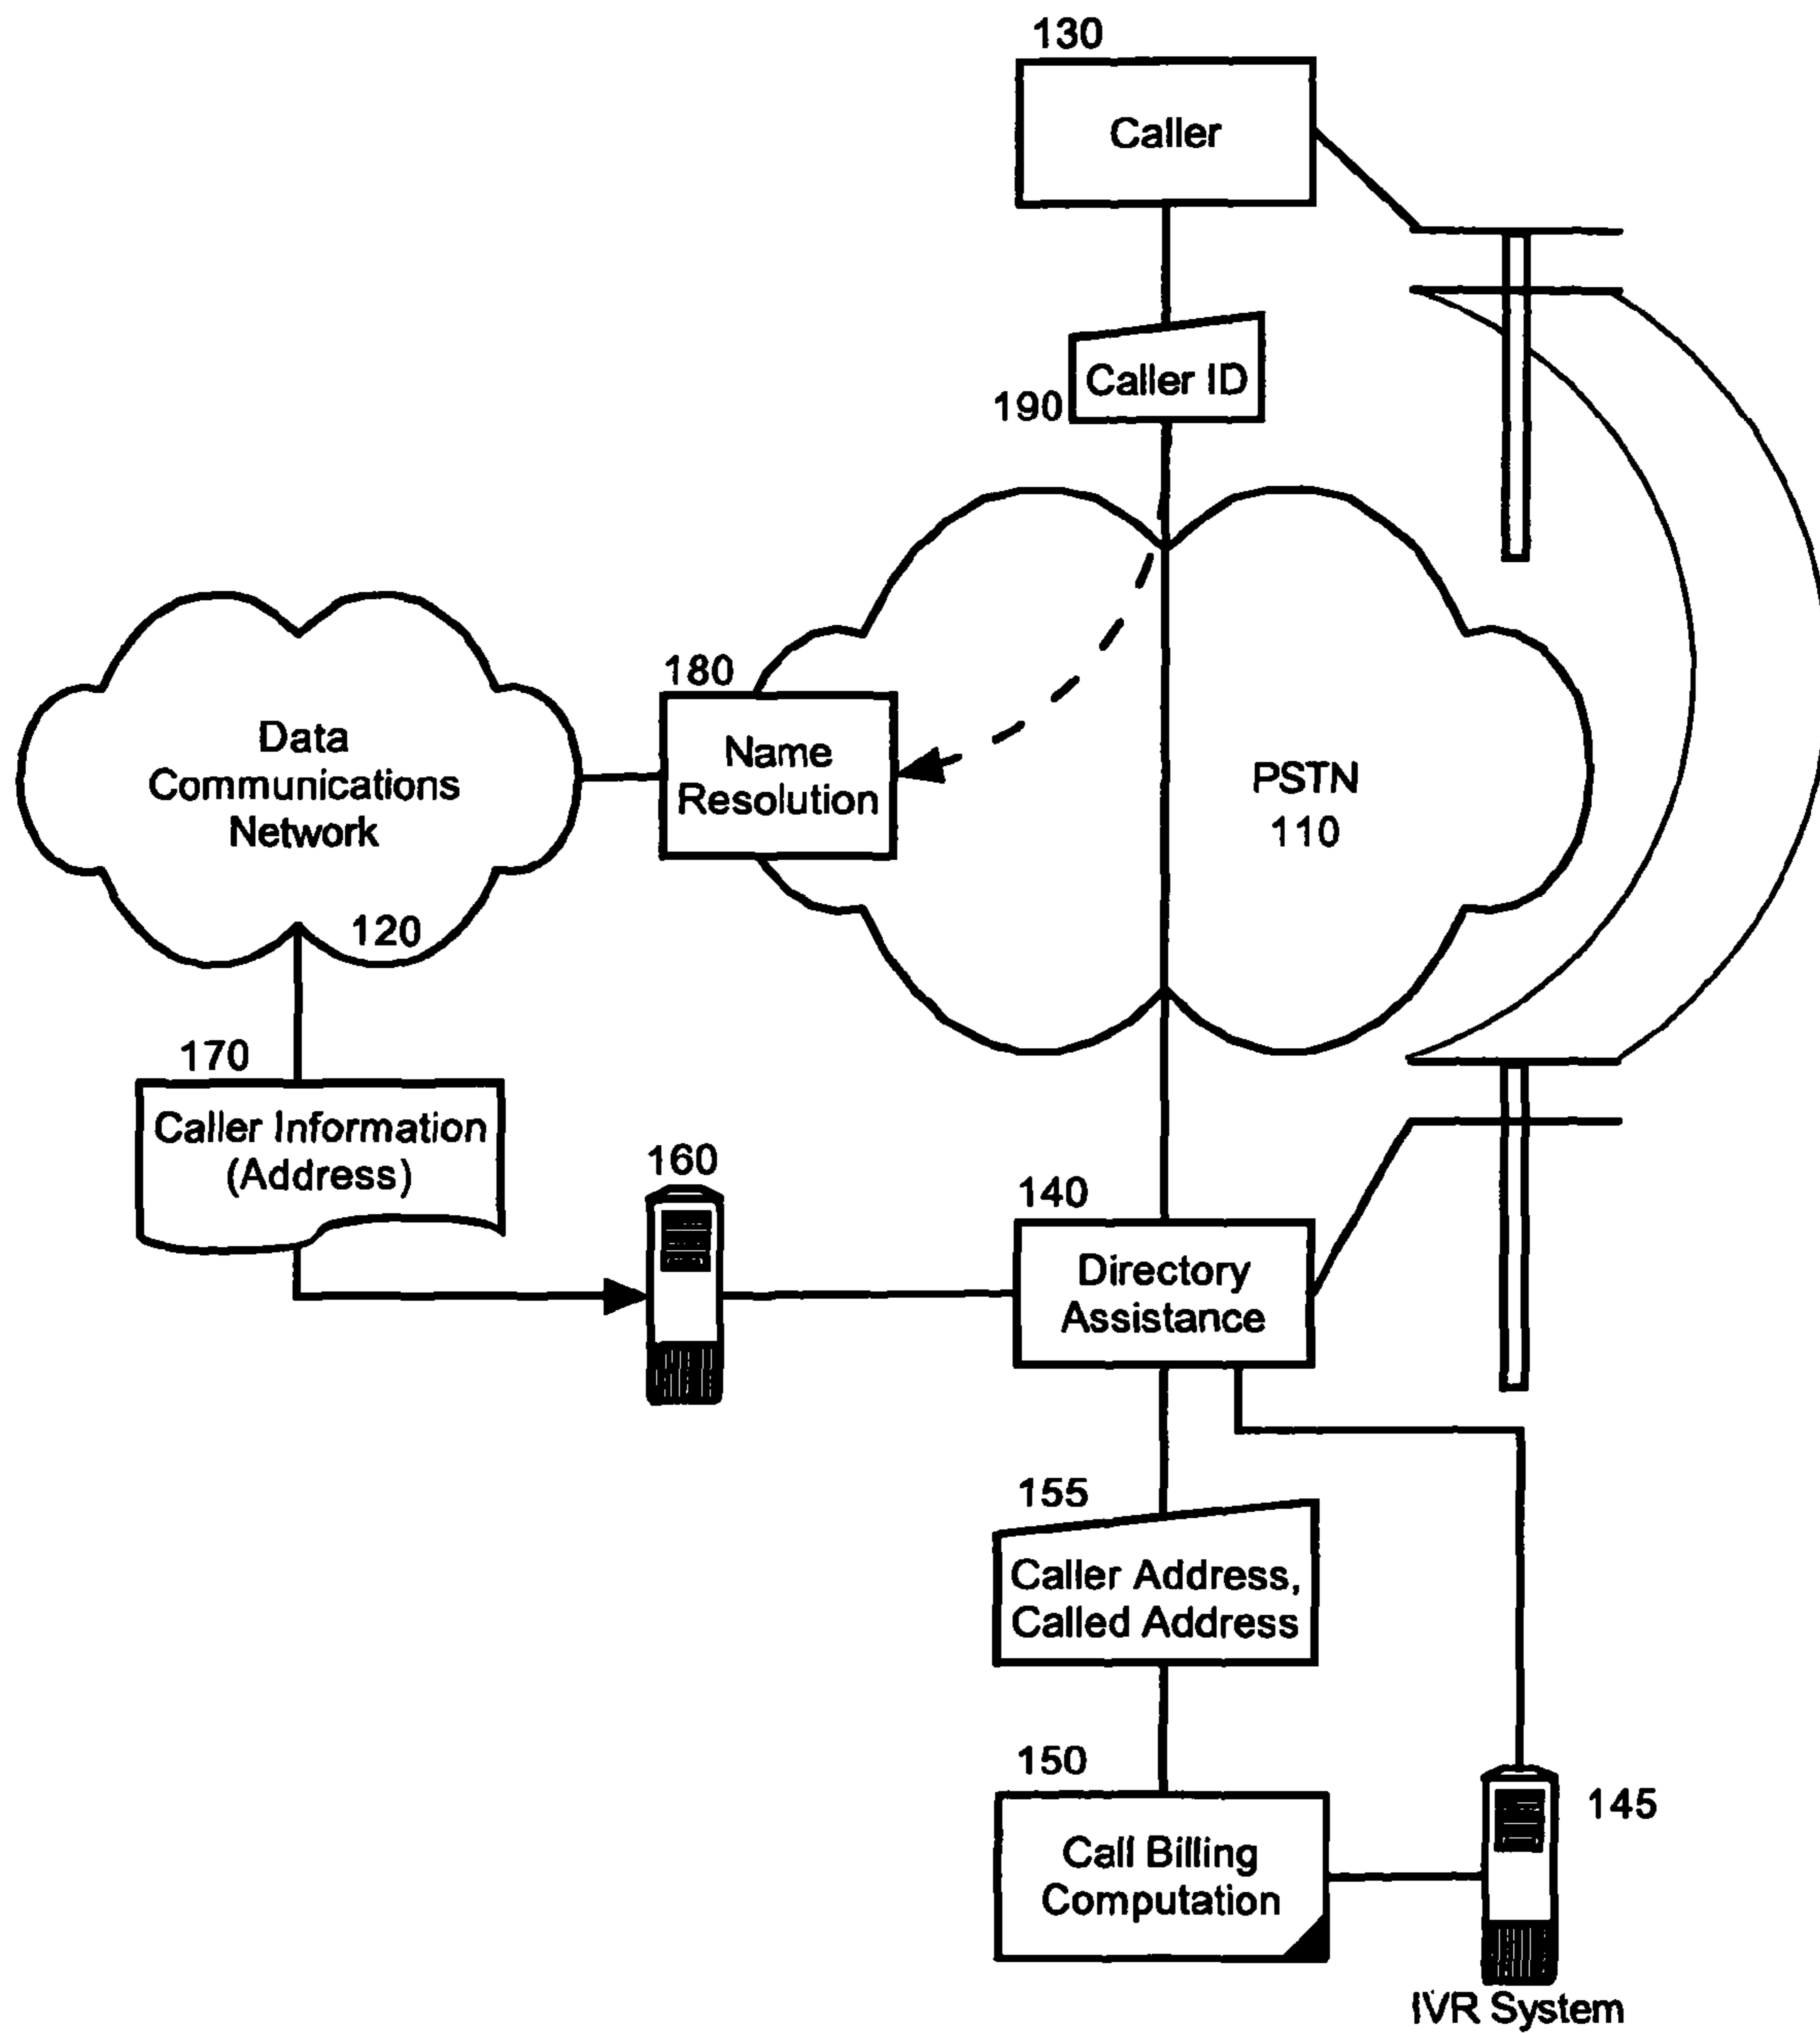 130
Caller
Caller ID
190
180
Data
Communications
Network
Name
Resolution
PSTN
110
120
170
Caller Information
(Address)
160
140
Directory
Assistance
155
Caller Address,
Called Address
150
Call Billing
Computation
145
IVR System